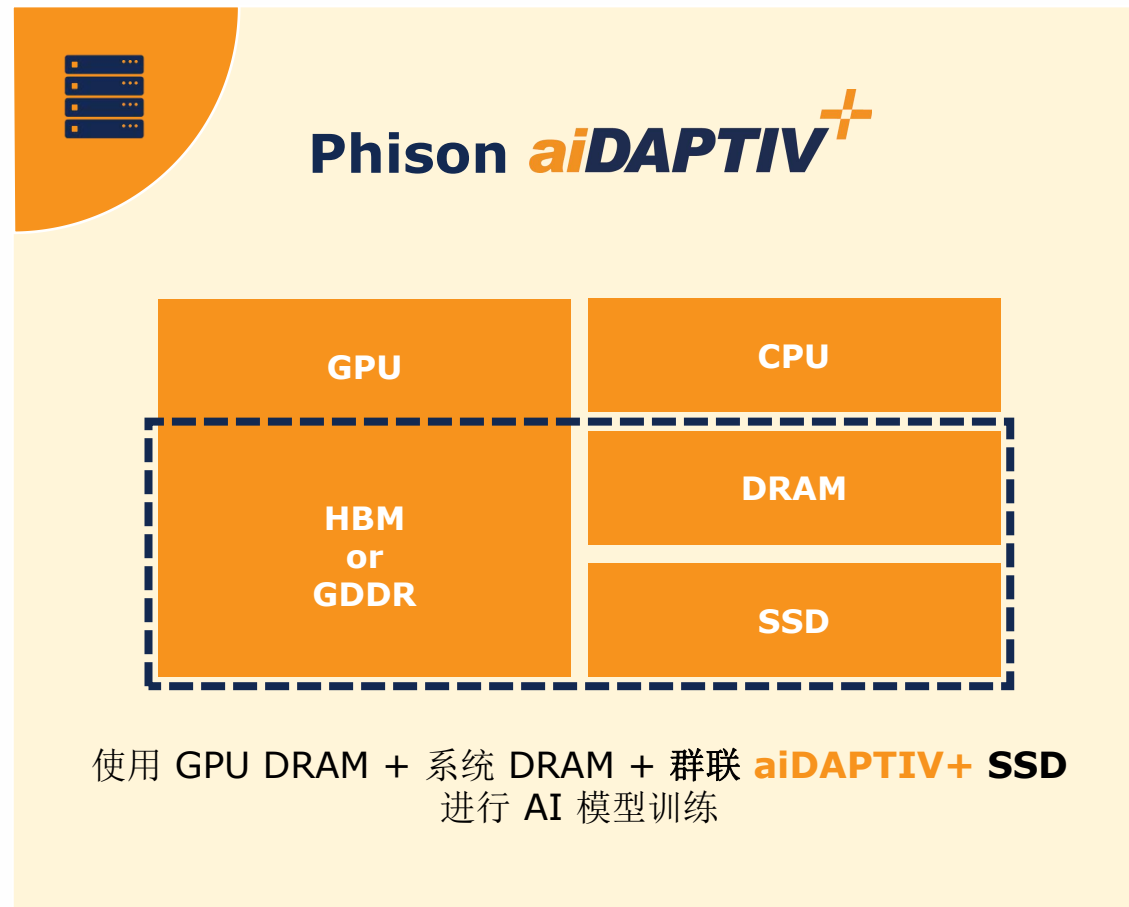 Phison aiDAPTIV+
GPU
CPU
HBM
or
GDDR
DRAM
SSD
使用 GPU DRAM + 系统 DRAM + 群联 aiDAPTIV+ SSD
进行 AI 模型训练